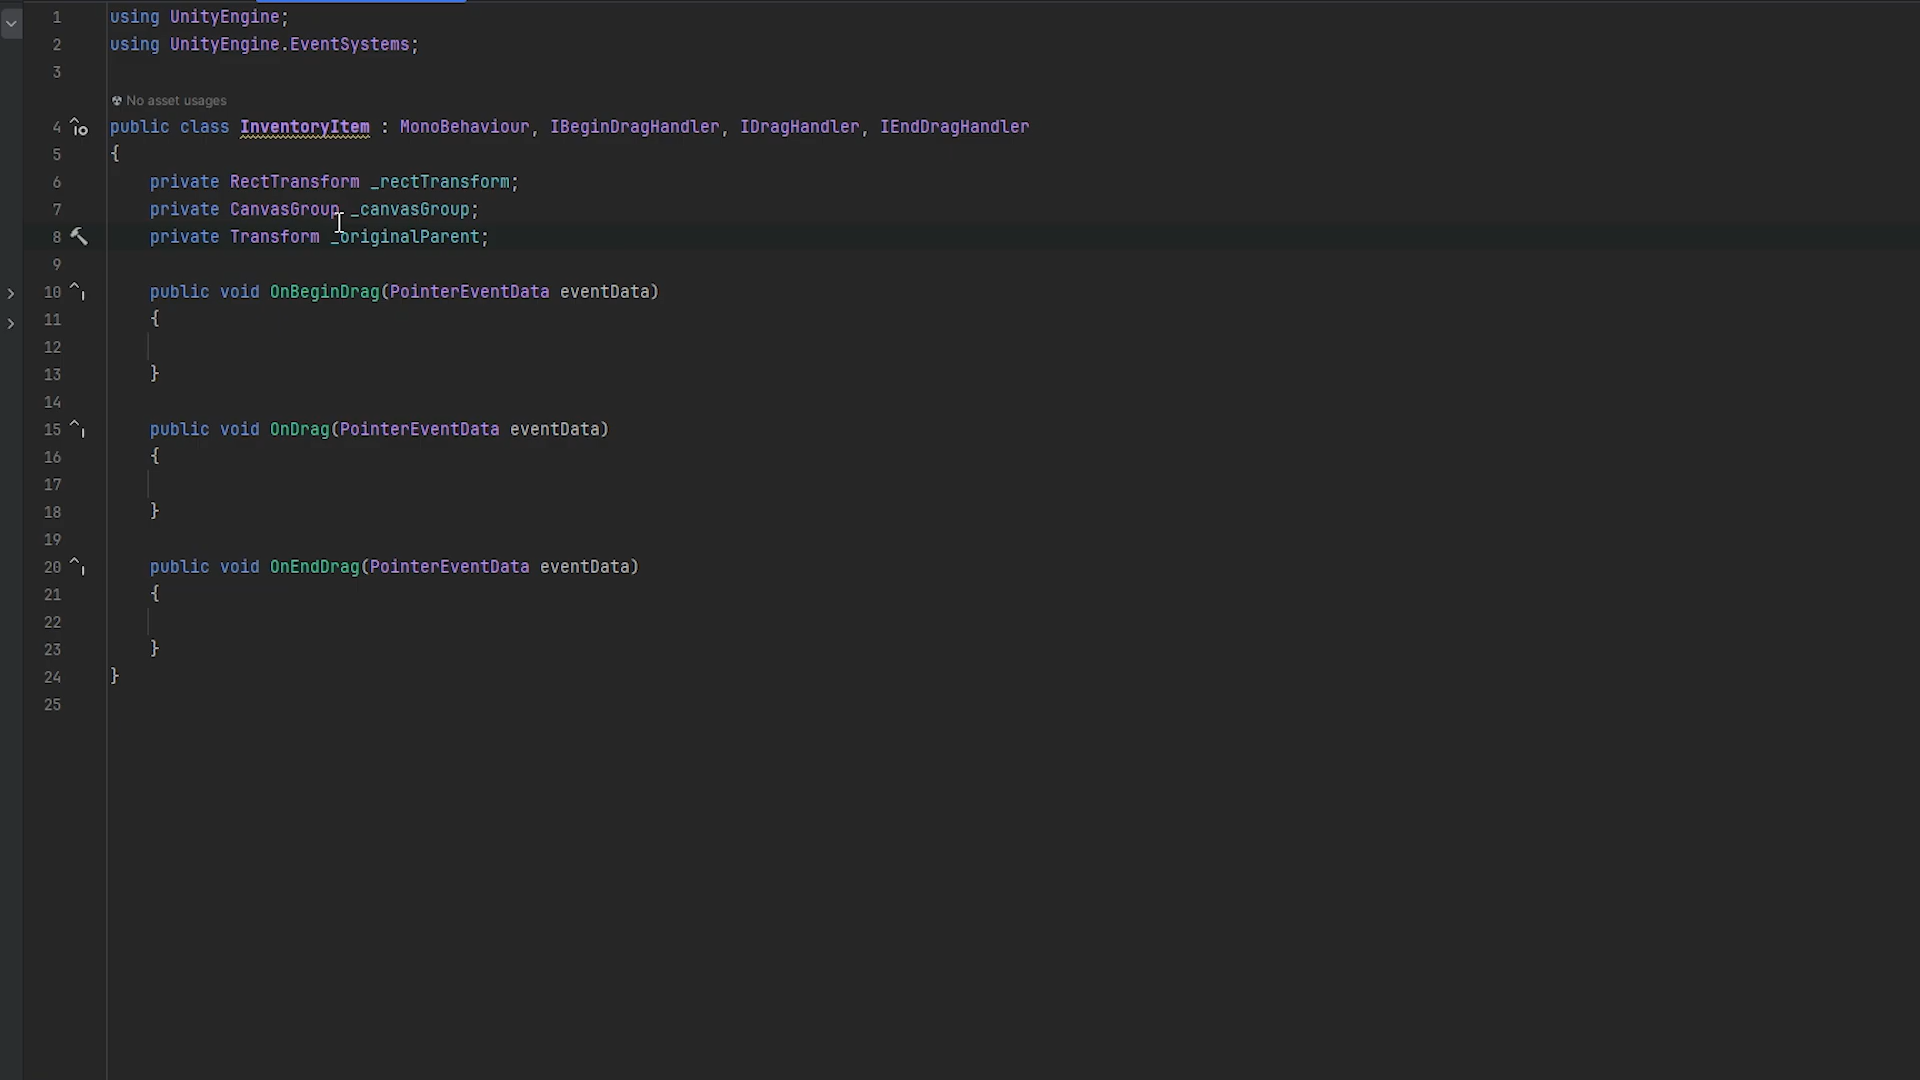 1 using UnityEngine;
2 using UnityEngine.EventSystems;
3
No asset usages
4 public class InventoryItem : MonoBehaviour, IBeginDragHandler, IDragHandler, IEndDragHandler
5 {
6 private RectTransform _rectTransform;
7 private CanvasGroup _canvasGroup;
8 private Transform _originalParent;
9
10 public void OnBeginDrag(PointerEventData eventData)
11 {
12
13 }
14
15 public void OnDrag(PointerEventData eventData)
16 {
17
18 }
19
20 public void OnEndDrag(PointerEventData eventData)
21 {
22
23 }
24 }
25